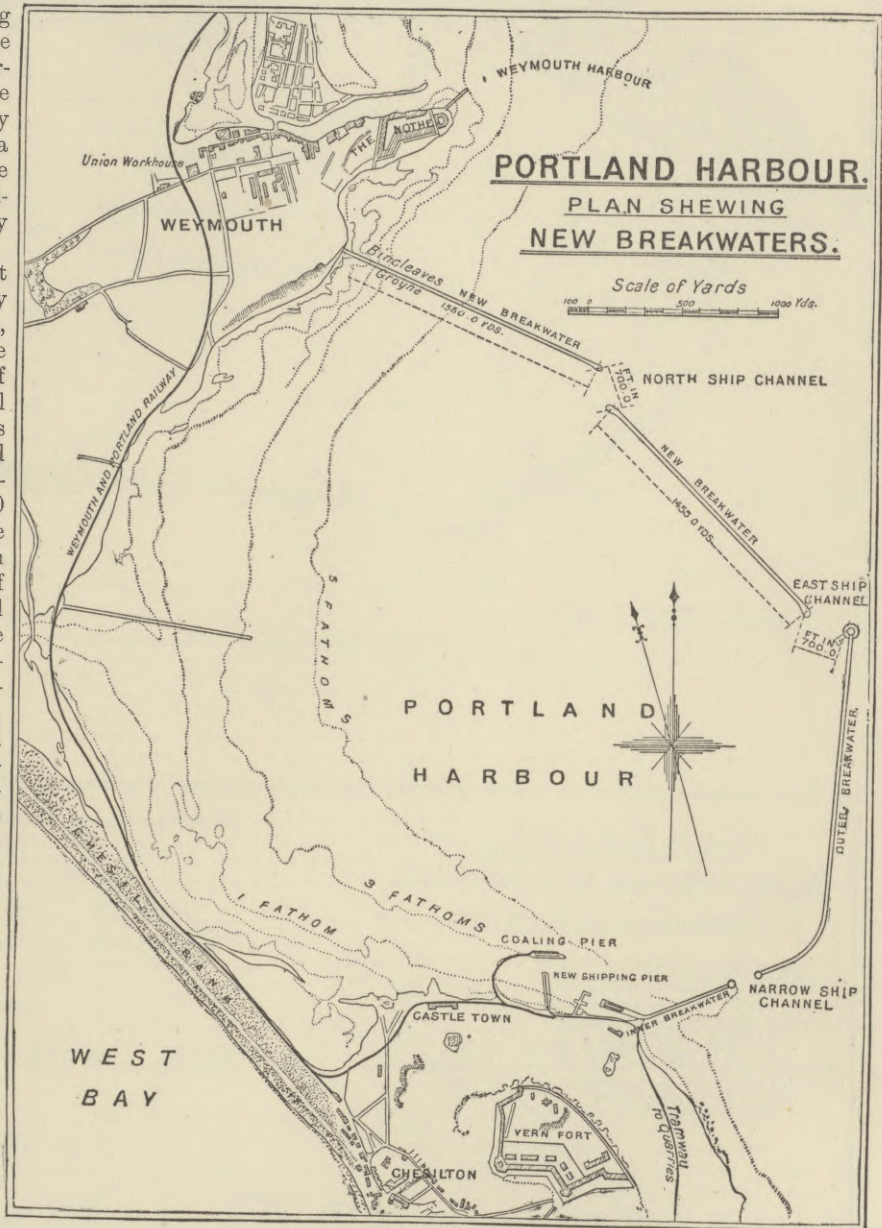 WEYMOUTH HARBOUR
THE NOTHE
Union Workhouse
WEYMOUTH
PORTLAND HARBOUR.
PLAN SHEWING
NEW BREAKWATERS.
Scale of Yards
100 0 500 1000 Yds.
Bincleaves
Groyne
NEW BREAKWATER
1550.0 YDS.
FT IN
700.0
NORTH SHIP CHANNEL
NEW BREAKWATER
1455.0 YDS.
EAST SHIP
CHANNEL
FT IN
700.0
WEYMOUTH AND PORTLAND RAILWAY
5 FATHOMS
PORTLAND
HARBOUR
OUTER BREAKWATER.
CHESIL BANK
1 FATHOM
3 FATHOMS
COALING PIER
NEW SHIPPING PIER
CASTLE TOWN
INNER BREAKWATER
NARROW SHIP
CHANNEL
WEST
BAY
VERN FORT
Tramway
to Quarries
CHESILTON